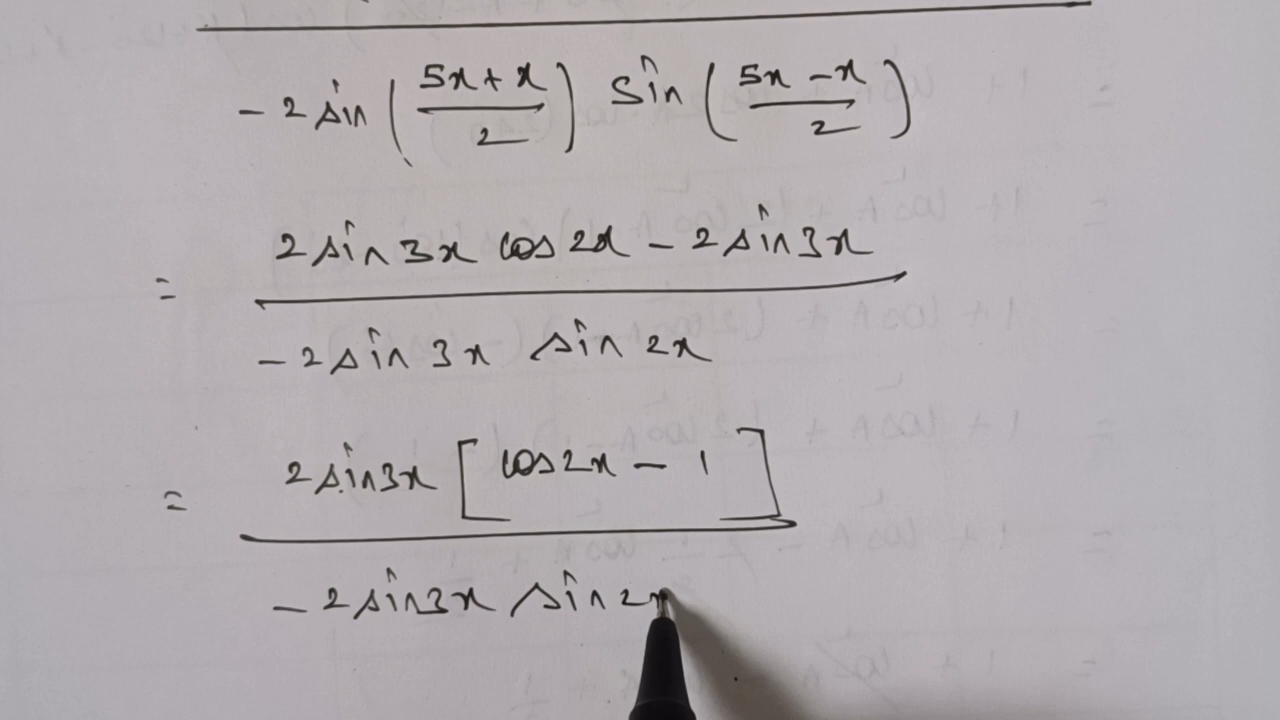 -2 sin (5x+x/2) sin (5x-x/2)
= 2 sin 3x cos 2x - 2 sin 3x
-2 sin 3x sin 2x
= 2 sin3x [cos 2x - 1]
-2 sin3x sin 2x